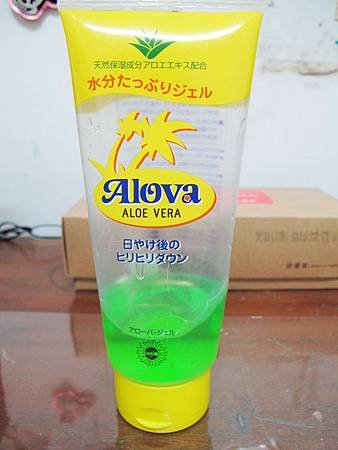 天然保湿成分アロエエキス配合
水分たっぷりジェル
Alova
ALOE VERA
日やけ後の
ヒリヒリダウン
アローバ・ジェル